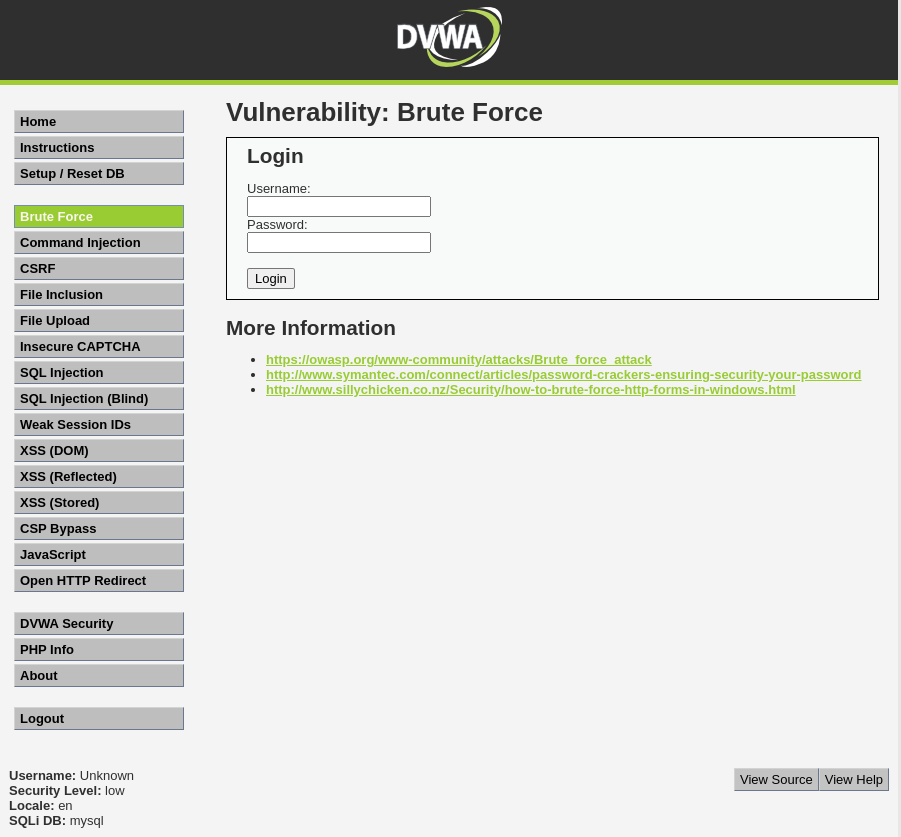 DVWA
Home
Instructions
Setup / Reset DB
Brute Force
Command Injection
CSRF
File Inclusion
File Upload
Insecure CAPTCHA
SQL Injection
SQL Injection (Blind)
Weak Session IDs
XSS (DOM)
XSS (Reflected)
XSS (Stored)
CSP Bypass
JavaScript
Open HTTP Redirect
DVWA Security
PHP Info
About
Logout
Vulnerability: Brute Force
Login
Username:
Password:
Login
More Information
https://owasp.org/www-community/attacks/Brute_force_attack
http://www.symantec.com/connect/articles/password-crackers-ensuring-security-your-password
http://www.sillychicken.co.nz/Security/how-to-brute-force-http-forms-in-windows.html
Username: Unknown
Security Level: low
Locale: en
SQLi DB: mysql
View Source View Help